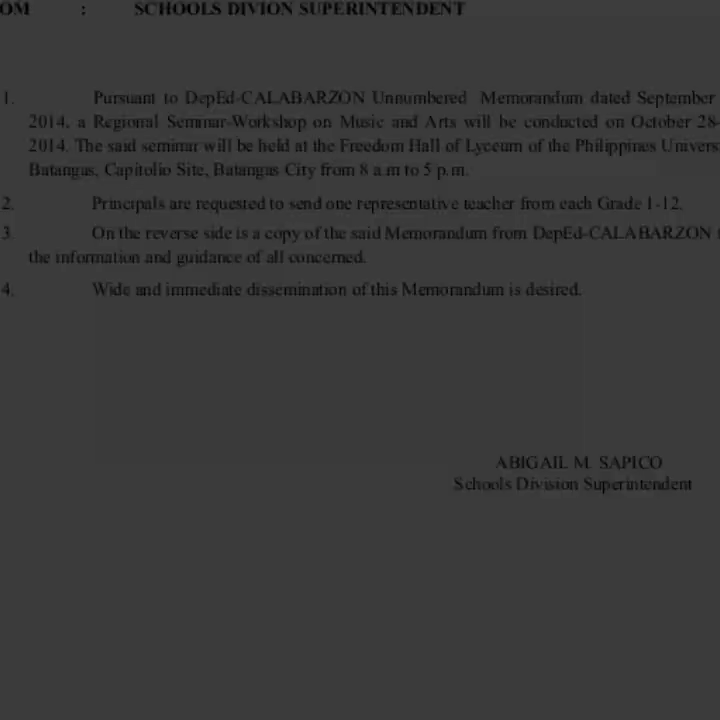 OM : SCHOOLS DIVION SUPERINTENDENT
1. Pursuant to DepEd-CALABARZON Unnumbered Memorandum dated September
2014, a Regional Seminar-Workshop on Music and Arts will be conducted on October 28-
2014. The said seminar will be held at the Freedom Hall of Lyceum of the Philippines Univers
Batangas, Capitolio Site, Batangas City from 8 a.m to 5 p.m.
2. Principals are requested to send one representative teacher from each Grade 1-12.
3. On the reverse side is a copy of the said Memorandum from DepEd-CALABARZON
the information and guidance of all concerned.
4. Wide and immediate dissemination of this Memorandum is desired.
ABIGAIL M. SAPICO
Schools Division Superintendent